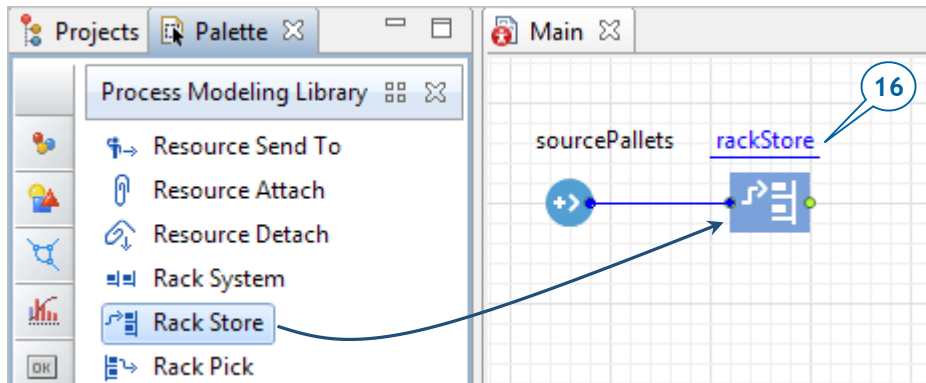 Projects Palette
Main
Process Modeling Library
16
sourcePallets rackStore
Resource Send To
Resource Attach
Resource Detach
Rack System
Rack Store
Rack Pick
OK